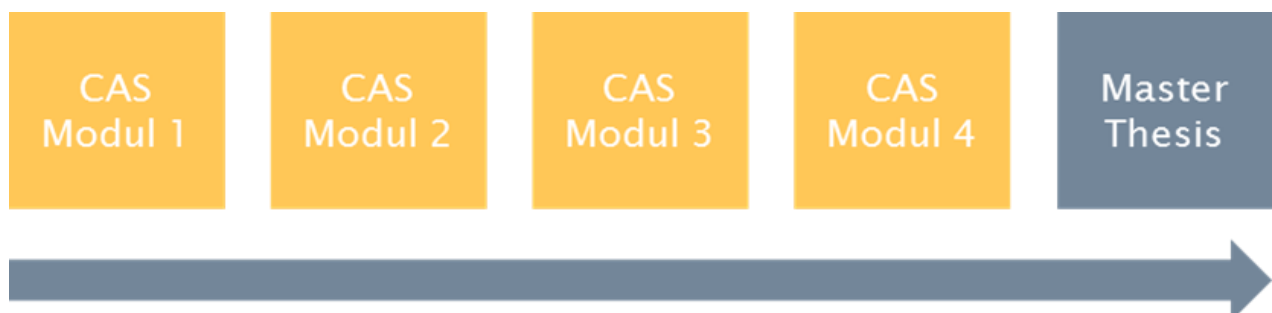 CAS
Modul 1
CAS
Modul 2
CAS
Modul 3
CAS
Modul 4
Master
Thesis